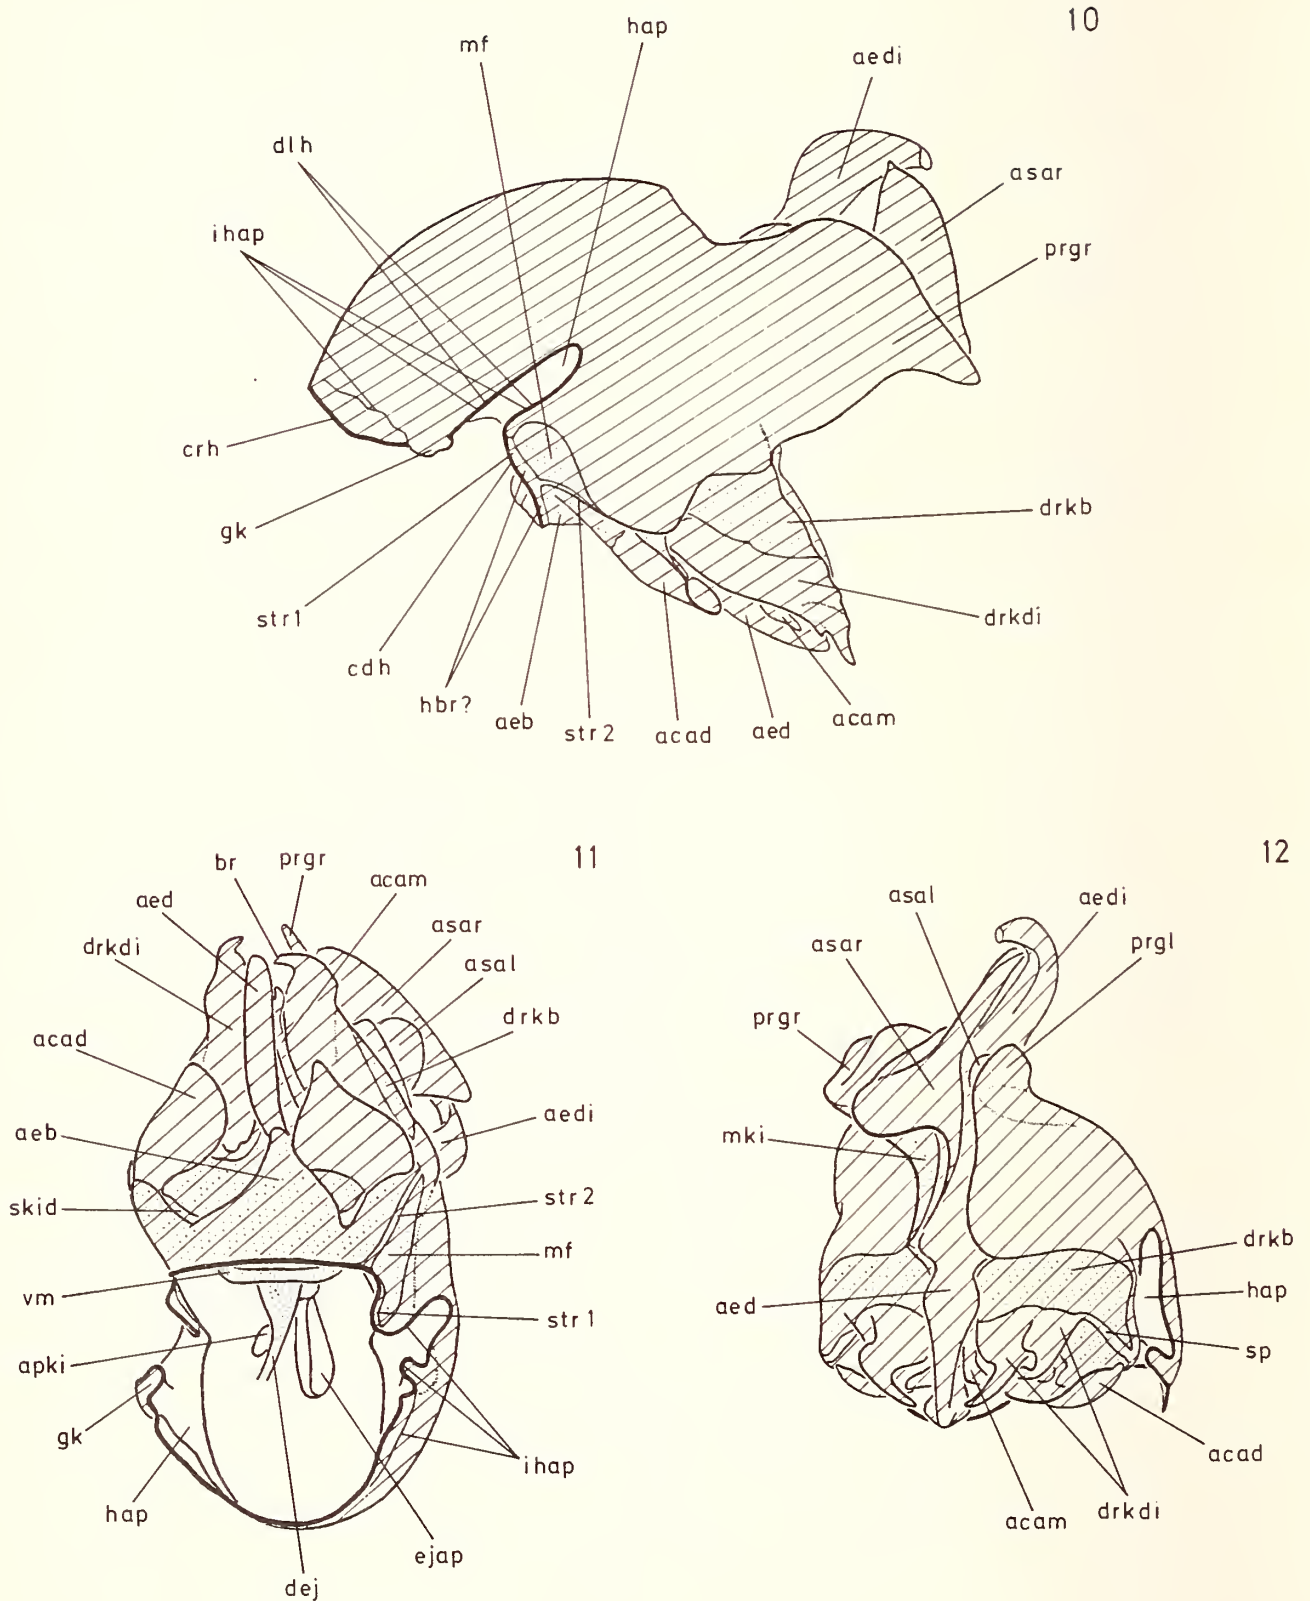 10
mf
hap
aedi
dlh
asar
ihap
prgr
crh
gk
drkb
str1
drkdi
cdh
hbr?
aeb
str2
acad
aed
acam
11
br
prgr
aed
acam
drkdi
asar
asal
acad
drkb
aeb
aedi
skid
str2
mf
vm
str1
apki
gk
ihap
hap
ejap
dej
12
asal
aedi
asar
prgl
prgr
mki
drkb
aed
hap
sp
acad
acam
drkdi